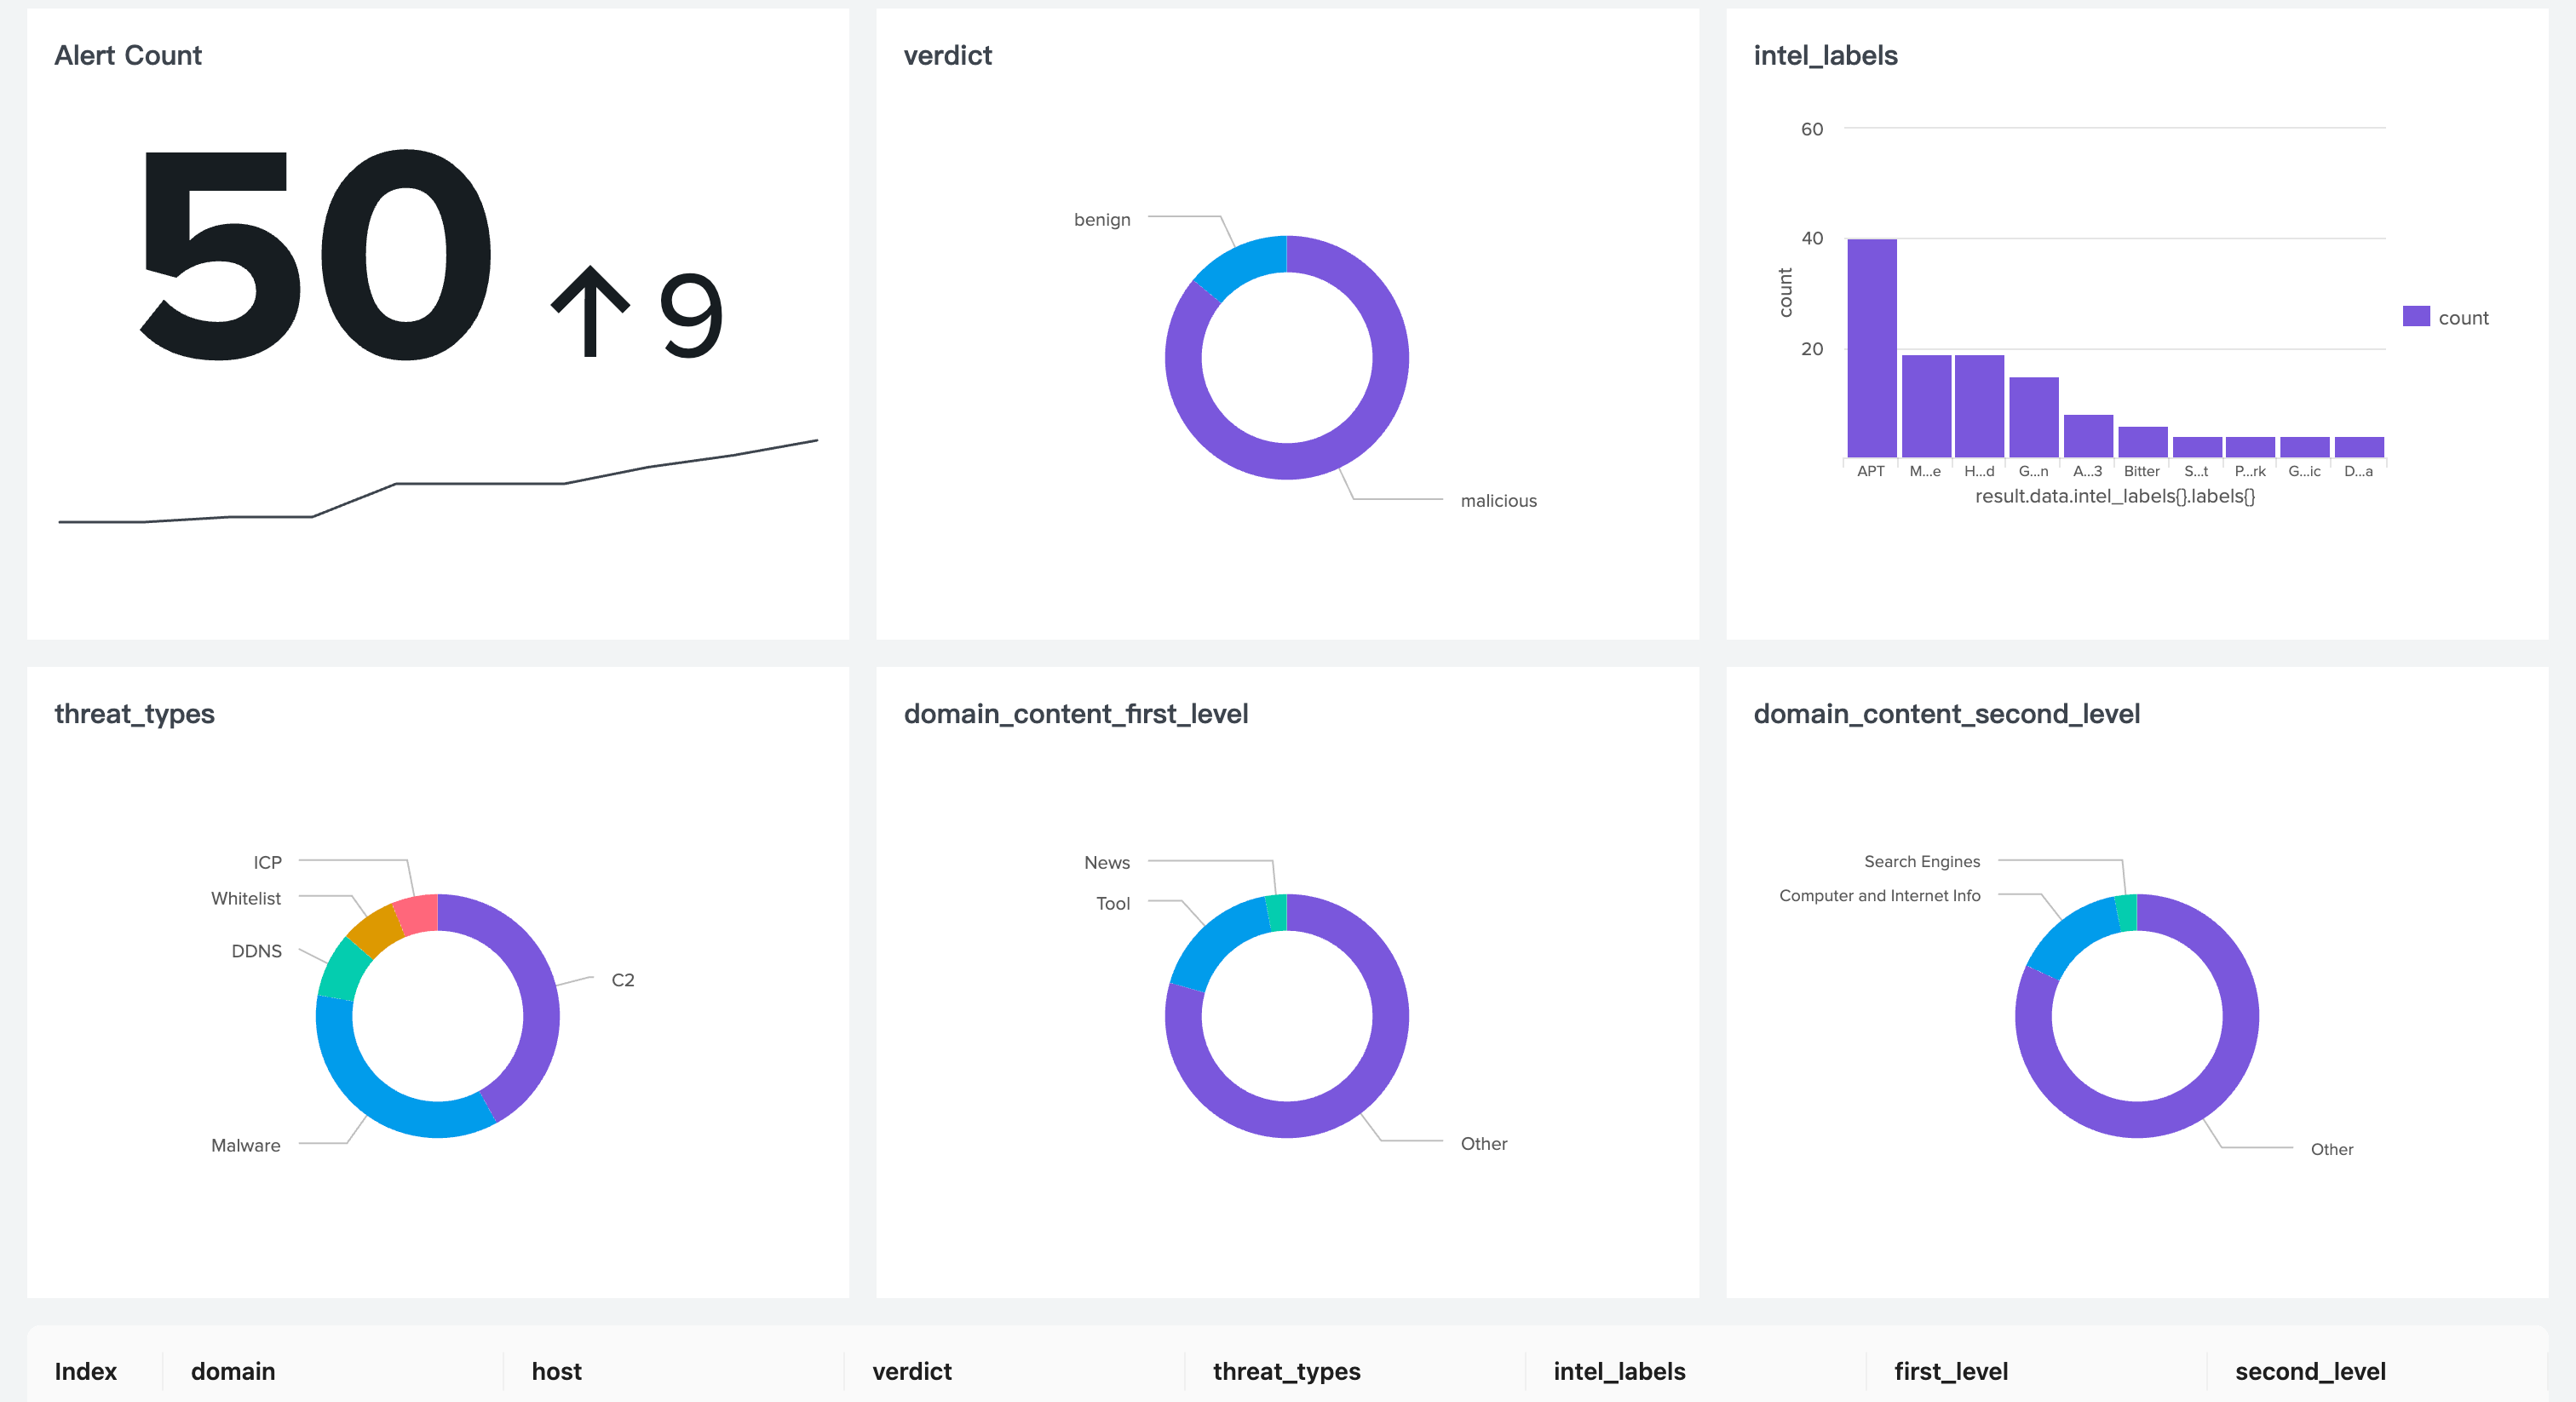 Alert Count
50 ↑ 9
verdict
benign
malicious
intel_labels
60
40
20
count
APT M...e H...d G...n A...3 Bitter S...t P...rk G...ic D...a
result.data.intel_labels{}.labels{}
count
threat_types
ICP
Whitelist
DDNS
C2
Malware
domain_content_first_level
News
Tool
Other
domain_content_second_level
Search Engines
Computer and Internet Info
Other
Index domain host verdict threat_types intel_labels first_level second_level